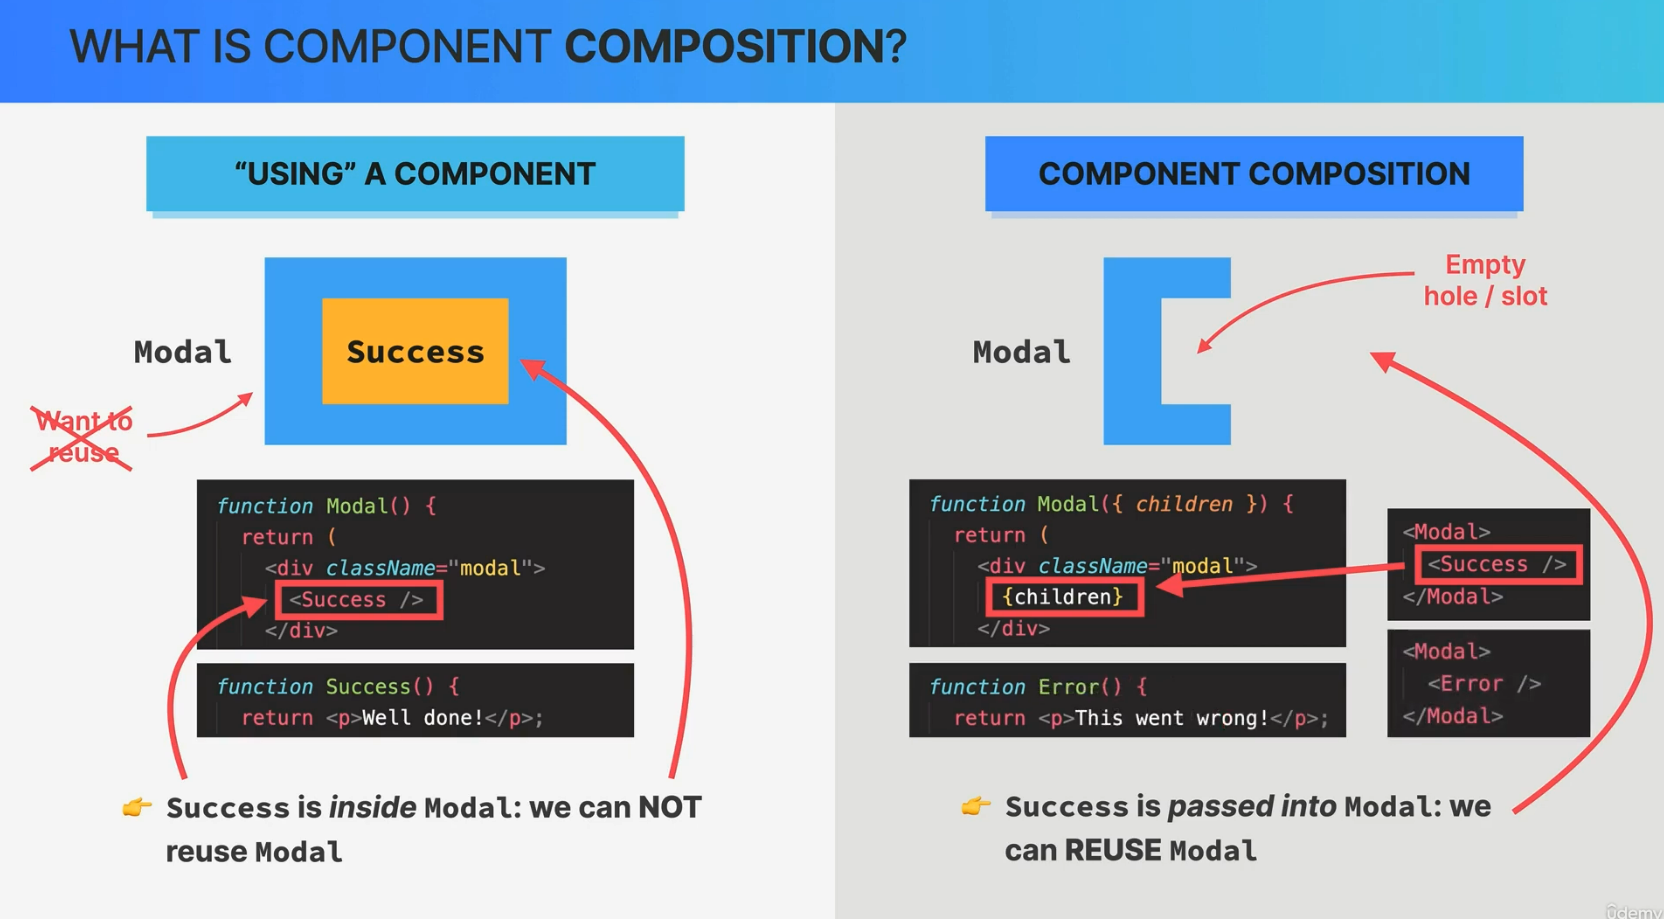 WHAT IS COMPONENT COMPOSITION?
“USING” A COMPONENT
Modal
Success
Want to
reuse
function Modal() {
return (
<div className="modal">
<Success />
</div>
function Success() {
return <p>Well done!</p>;
👉 Success is inside Modal: we can NOT
reuse Modal
COMPONENT COMPOSITION
Empty
hole / slot
Modal
function Modal({ children }) {
return (
<div className="modal">
{children}
</div>
function Error() {
return <p>This went wrong!</p>;
<Modal>
<Success />
</Modal>
<Modal>
<Error />
</Modal>
👉 Success is passed into Modal: we
can REUSE Modal
ûdemy